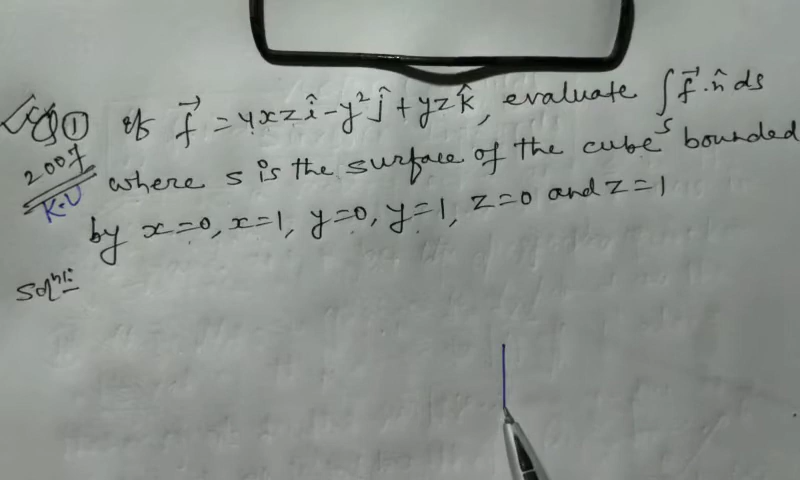 Q① If f⃗ = 4xz î - y² ĵ + yz k̂, evaluate ∫ₛ f⃗.n̂ ds
2007
K.U
where s is the surface of the cube bounded
by x=0, x=1, y=0, y=1, z=0 and z=1
Solⁿ: